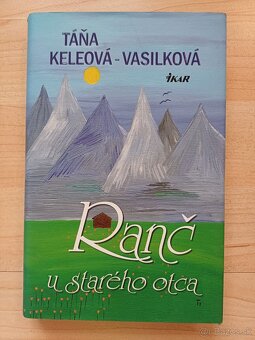 TÁŇA
KELEOVÁ-VASILKOVÁ
IKAR
Ranč
u starého otca